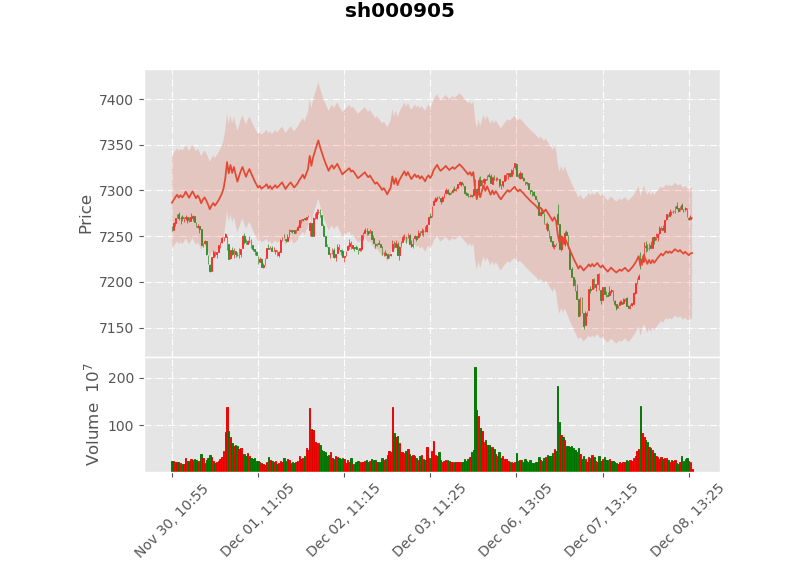 sh000905
Price
7400
7350
7300
7250
7200
7150
Volume 10^7
200
100
Nov 30, 10:55
Dec 01, 11:05
Dec 02, 11:15
Dec 03, 11:25
Dec 06, 13:05
Dec 07, 13:15
Dec 08, 13:25